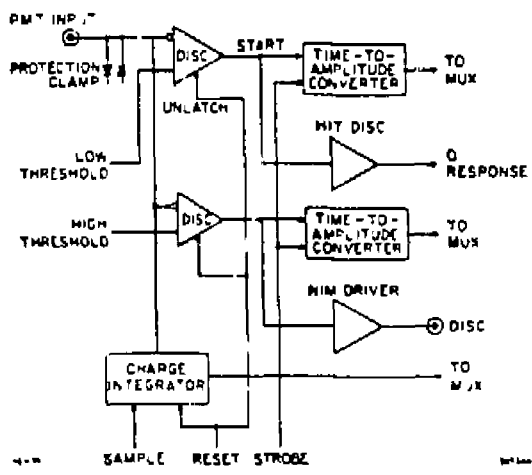 PMT INPUT
DISC
START
TIME-TO-
AMPLITUDE
CONVERTER
TO
MUX
PROTECTION
CLAMP
UNLATCH
HIT DISC
LOW
THRESHOLD
Q
RESPONSE
HIGH
THRESHOLD
DISC
TIME-TO-
AMPLITUDE
CONVERTER
TO
MUX
NIM DRIVER
DISC
CHARGE
INTEGRATOR
TO
MUX
SAMPLE
RESET
STROBE